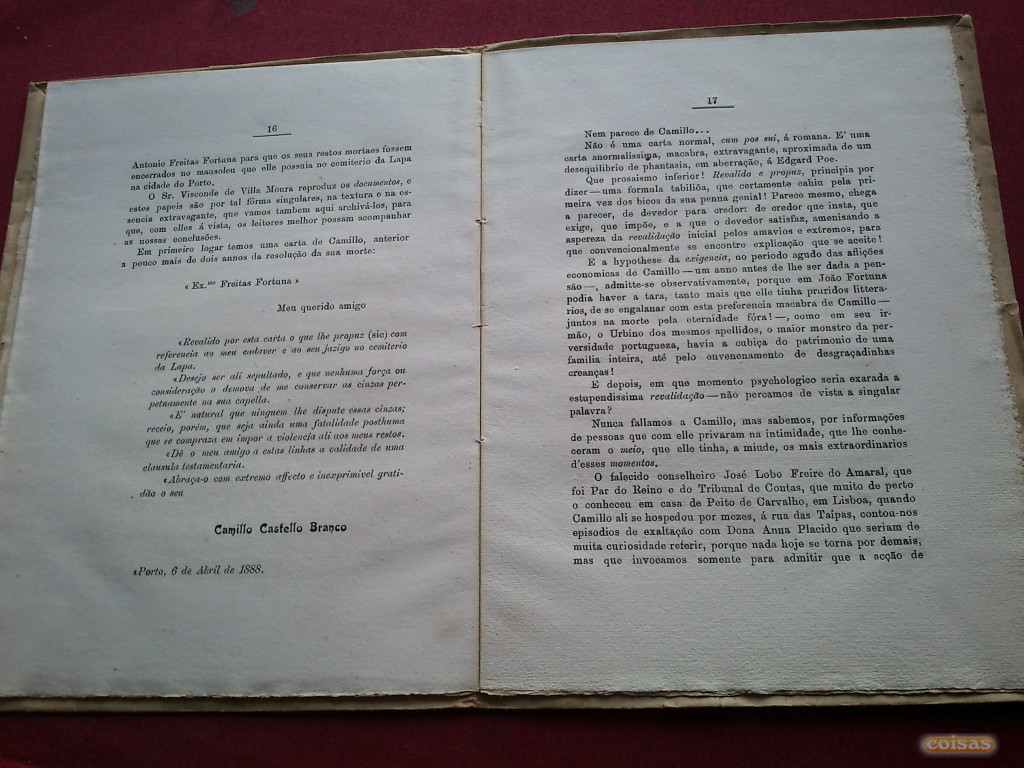 16
Antonio Freitas Fortuna para que os seus restos mortaes fossem
encerrados no mausoleu que elle possuia no cemiterio da Lapa
na cidade do Porto.
O Sr. Visconde de Villa Moura reproduz os documentos, e
estes papeis são por tal fórma singulares, na textura e na es-
sencia extravagante, que vamos tambem aqui archivá-los, para
que, com elles á vista, os leitores melhor possam acompanhar
as nossas conclusões.
Em primeiro logar temos uma carta de Camillo, anterior
a pouco mais de dois annos da resolução da sua morte:
« Ex.mo Freitas Fortuna »
Meu querido amigo
«Revalido por esta carta o que lhe propuz (sic) com
referencia ao meu cadaver e ao seu jazigo no cemiterio
da Lapa.
«Desejo ser ali sepultado, e que nenhuma força ou
consideração o demova de me conservar as cinzas per-
petuamente na sua capella.
«E' natural que ninguem lhe dispute essas cinzas;
receio, porém, que seja ainda uma fatalidade posthuma
que se compraza em impor a violencia ali aos meus restos.
«Dê o meu amigo a estas linhas a validade de uma
clausula testamentaria.
«Abraça-o com extremo affecto e inexprimivel grati-
dão o seu
Camillo Castello Branco
«Porto, 6 de Abril de 1888.
17
Nem parece de Camillo...
Não é uma carta normal, cum pos sui, á romana. E' uma
carta anormalissima, macabra, extravagante, aproximada de um
desequilibrio de phantasia, em aberração, á Edgard Poe.
Que prosaismo inferior! Revalido e propuz, principia por
dizer — uma formula tabilióa, que certamente cahiu pela pri-
meira vez dos bicos da sua penna genial! Parece mesmo, chega
a parecer, de devedor para credor: de credor que insta, que
exige, que impõe, e a que o devedor satisfaz, amenisando a
aspereza da revalidação inicial pelos amavios e extremos, para
que convencionalmente se encontre explicação que se aceite!
E a hypothese da exigencia, no periodo agudo das aflições
economicas de Camillo — um anno antes de lhe ser dada a pen-
são —, admitte-se observativamente, porque em João Fortuna
podia haver a tara, tanto mais que elle tinha pruridos littera-
rios, de se engalanar com esta preferencia macabra de Camillo —
juntos na morte pela eternidade fóra! —, como em seu ir-
mão, o Urbino dos mesmos apellidos, o maior monstro da per-
versidade portugueza, havia a cubiça do patrimonio de uma
familia inteira, até pelo envenenamento de desgraçadinhas
creanças!
E depois, em que momento psychologico seria exarada a
estupendissima revalidação — não percamos de vista a singular
palavra?
Nunca fallamos a Camillo, mas sabemos, por informações
de pessoas que com elle privaram na intimidade, que lhe conhe-
ceram o meio, que elle tinha, a miude, os mais extraordinarios
d'esses momentos.
O falecido conselheiro José Lobo Freire do Amaral, que
foi Par do Reino e do Tribunal de Contas, que muito de perto
o conheceu em casa de Peito de Carvalho, em Lisboa, quando
Camillo ali se hospedou por mezes, á rua das Taipas, contou-nos
episodios de exaltação com Dona Anna Placido que seriam de
muita curiosidade referir, porque nada hoje se torna por demais,
mas que invocamos somente para admitir que a acção de
coisas